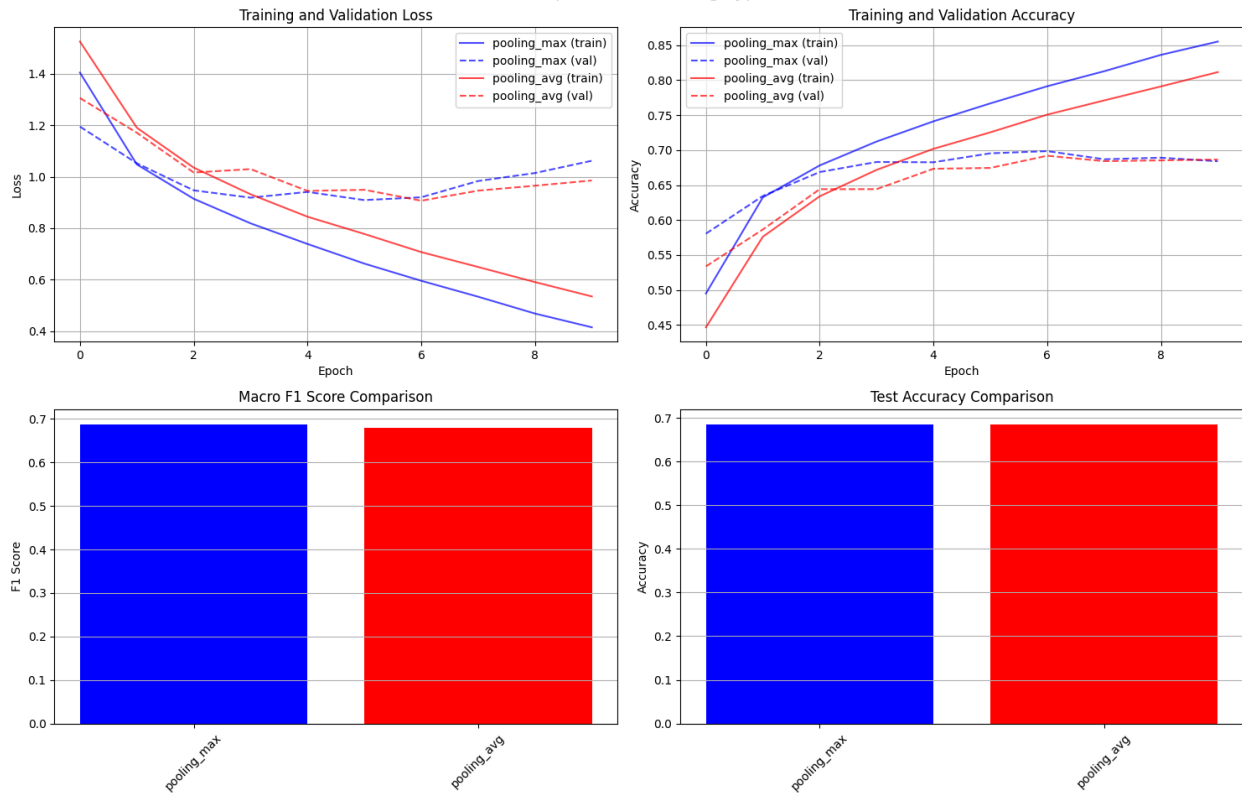 Training and Validation Loss
Loss
1.4
1.2
1.0
0.8
0.6
0.4
pooling_max (train)
pooling_max (val)
pooling_avg (train)
pooling_avg (val)
0 2 4 6 8
Epoch
Training and Validation Accuracy
Accuracy
0.85
0.80
0.75
0.70
0.65
0.60
0.55
0.50
0.45
pooling_max (train)
pooling_max (val)
pooling_avg (train)
pooling_avg (val)
0 2 4 6 8
Epoch
Macro F1 Score Comparison
F1 Score
0.7
0.6
0.5
0.4
0.3
0.2
0.1
0.0
pooling_max
pooling_avg
Test Accuracy Comparison
Accuracy
0.7
0.6
0.5
0.4
0.3
0.2
0.1
0.0
pooling_max
pooling_avg